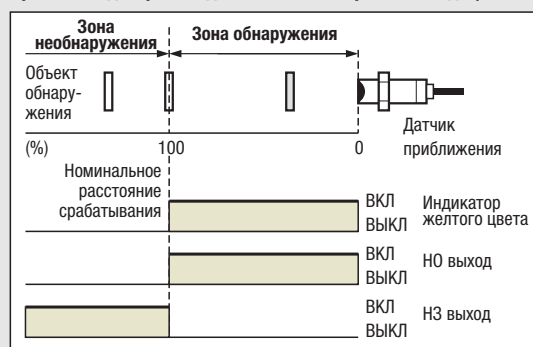 Зона
необнаружения
Зона обнаружения
Объект
обнару-
жения
Датчик
приближения
(%)
100
0
Номинальное
расстояние
срабатывания
ВКЛ
ВЫКЛ
Индикатор
желтого цвета
ВКЛ
ВЫКЛ
НО выход
ВКЛ
ВЫКЛ
НЗ выход